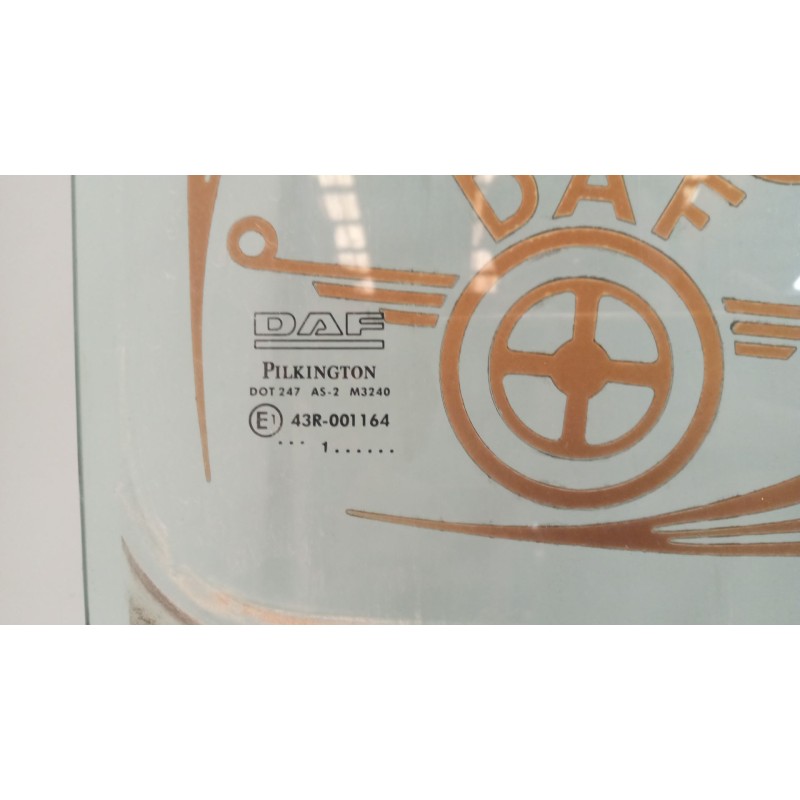 DAF
DAF
PILKINGTON
DOT 247 AS-2 M3240
E1 43R-001164
... 1......